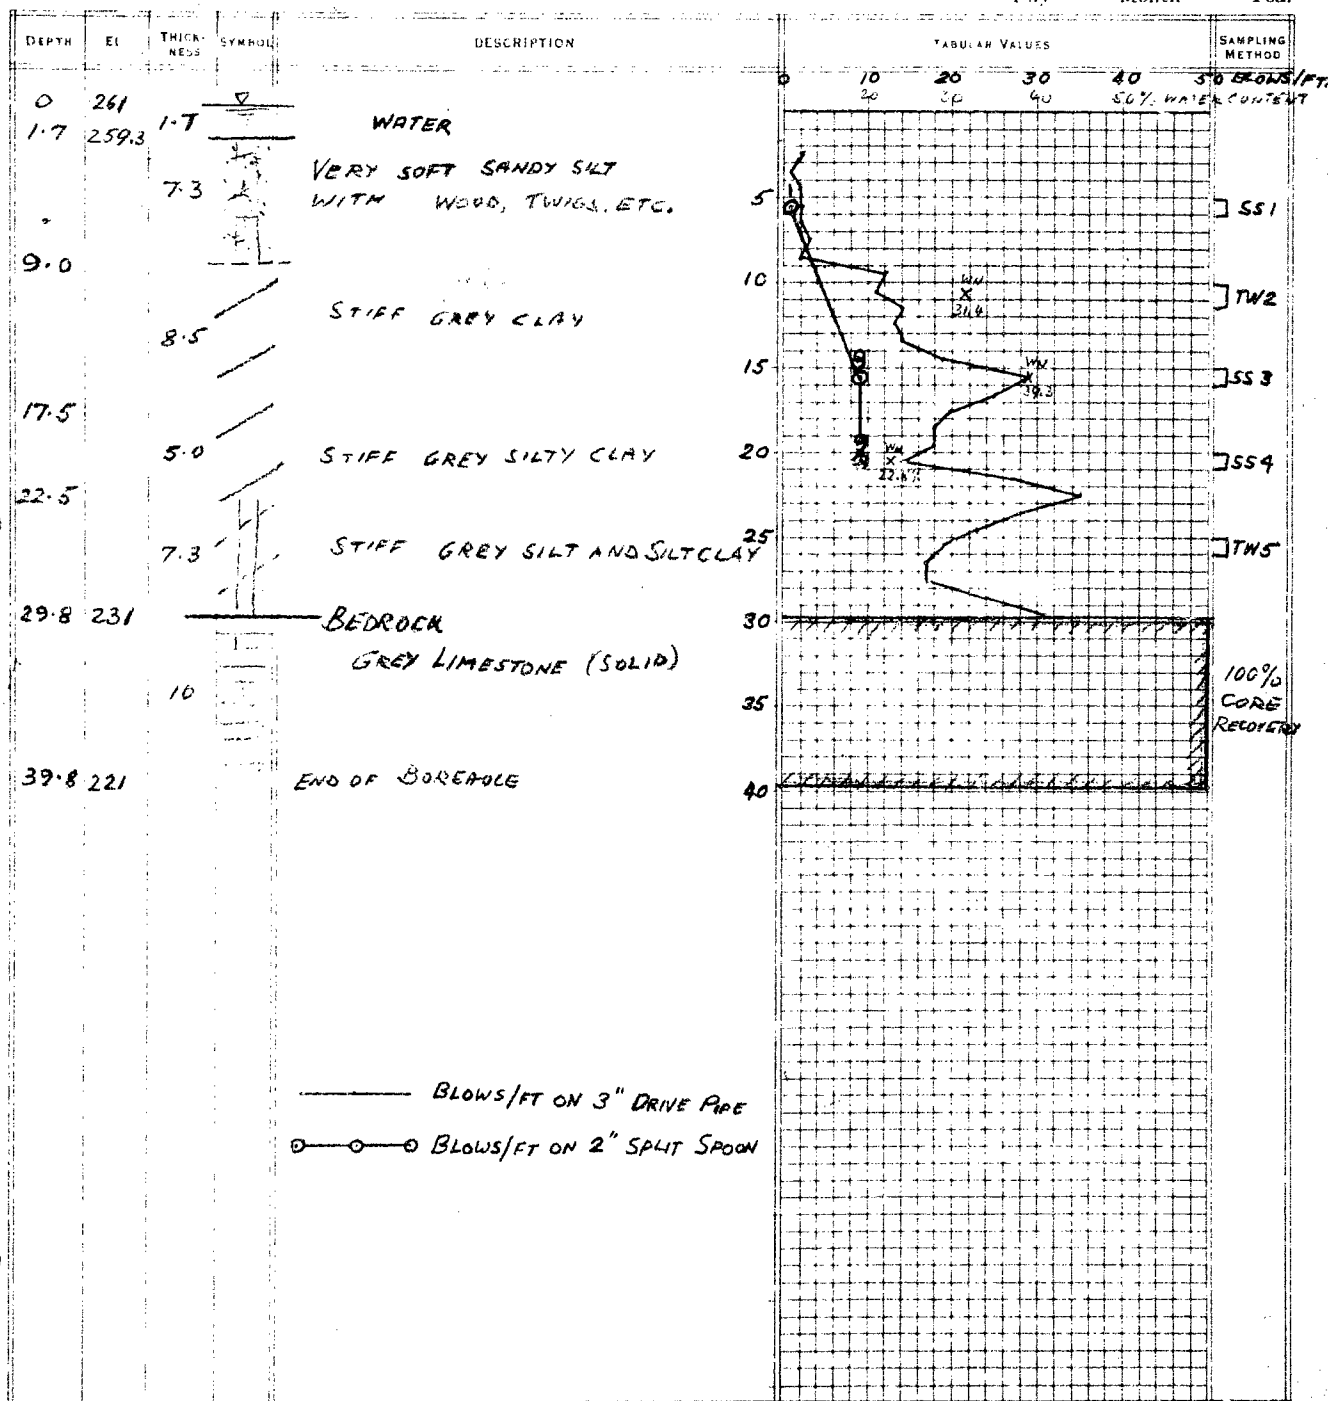 Month
DEPTH EL THICK-NESS SYMBOL DESCRIPTION TABULAR VALUES SAMPLING METHOD
0 10 20 30 40 50 BLOWS/FT.
20 30 40 50% WATER CONTENT
0 261
1.7 WATER
1.7 259.3
VERY SOFT SANDY SILT
7.3 WITH WOOD, TWIGS, ETC.
5 SS1
9.0
10 WN TW2
31.4
STIFF GREY CLAY
8.5
15 WN SS3
39.3
17.5
5.0 STIFF GREY SILTY CLAY
20 WN SS4
22.5
25 TW5
7.3 STIFF GREY SILT AND SILTCLAY
29.8 231 BEDROCK
30
GREY LIMESTONE (SOLID)
10
35
100%
CORE
RECOVERY
39.8 221 END OF BOREHOLE
40
BLOWS/FT ON 3" DRIVE PIPE
BLOWS/FT ON 2" SPLIT SPOON